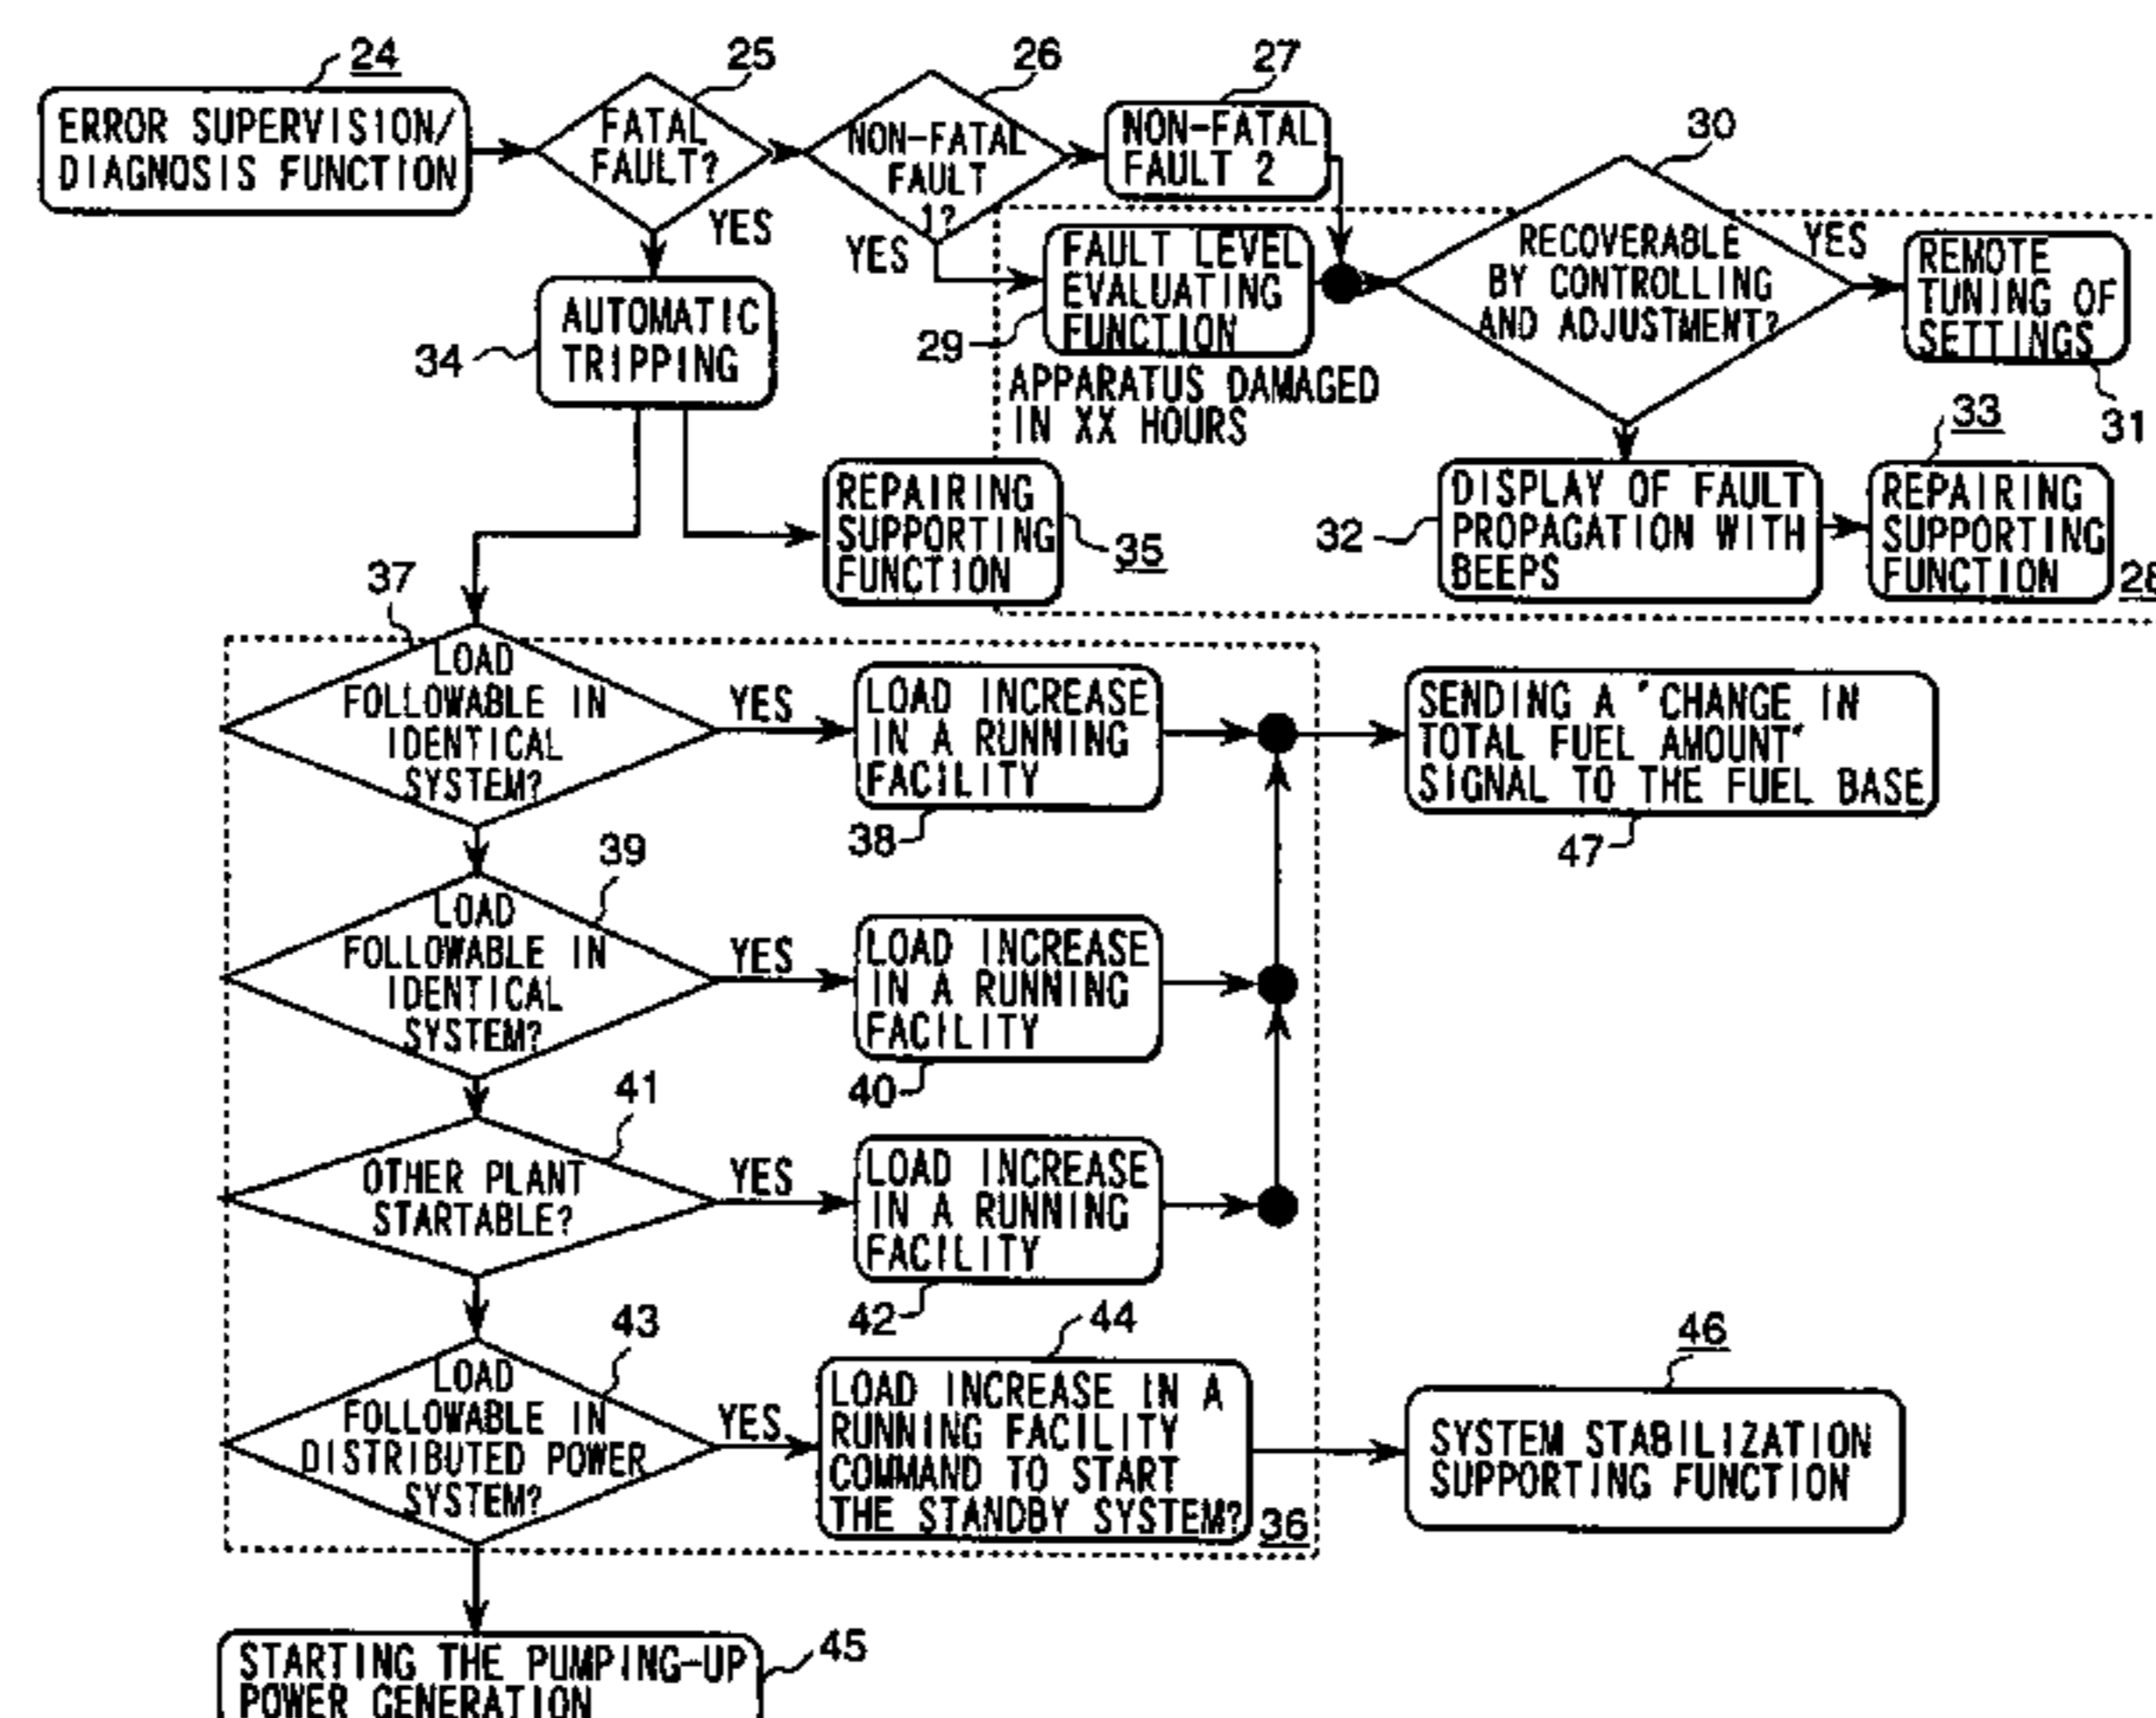 24
25
26
27
30
ERROR SUPERVISION/
DIAGNOSIS FUNCTION
FATAL
FAULT?
NON-FATAL
FAULT
1?
NON-FATAL
FAULT 2
YES
YES
FAULT LEVEL
EVALUATING
FUNCTION
29
RECOVERABLE
BY CONTROLLING
AND ADJUSTMENT?
YES
REMOTE
TUNING OF
SETTINGS
31
AUTOMATIC
TRIPPING
34
APPARATUS DAMAGED
IN XX HOURS
REPAIRING
SUPPORTING
FUNCTION
35
32
DISPLAY OF FAULT
PROPAGATION WITH
BEEPS
33
REPAIRING
SUPPORTING
FUNCTION
28
37
LOAD
FOLLOWABLE IN
IDENTICAL
SYSTEM?
YES
LOAD INCREASE
IN A RUNNING
FACILITY
38
SENDING A "CHANGE IN
TOTAL FUEL AMOUNT"
SIGNAL TO THE FUEL BASE
47
39
LOAD
FOLLOWABLE IN
IDENTICAL
SYSTEM?
YES
LOAD INCREASE
IN A RUNNING
FACILITY
40
41
OTHER PLANT
STARTABLE?
YES
LOAD INCREASE
IN A RUNNING
FACILITY
42
43
LOAD
FOLLOWABLE IN
DISTRIBUTED POWER
SYSTEM?
YES
44
LOAD INCREASE IN A
RUNNING FACILITY
COMMAND TO START
THE STANDBY SYSTEM?
36
46
SYSTEM STABILIZATION
SUPPORTING FUNCTION
STARTING THE PUMPING-UP
POWER GENERATION
45